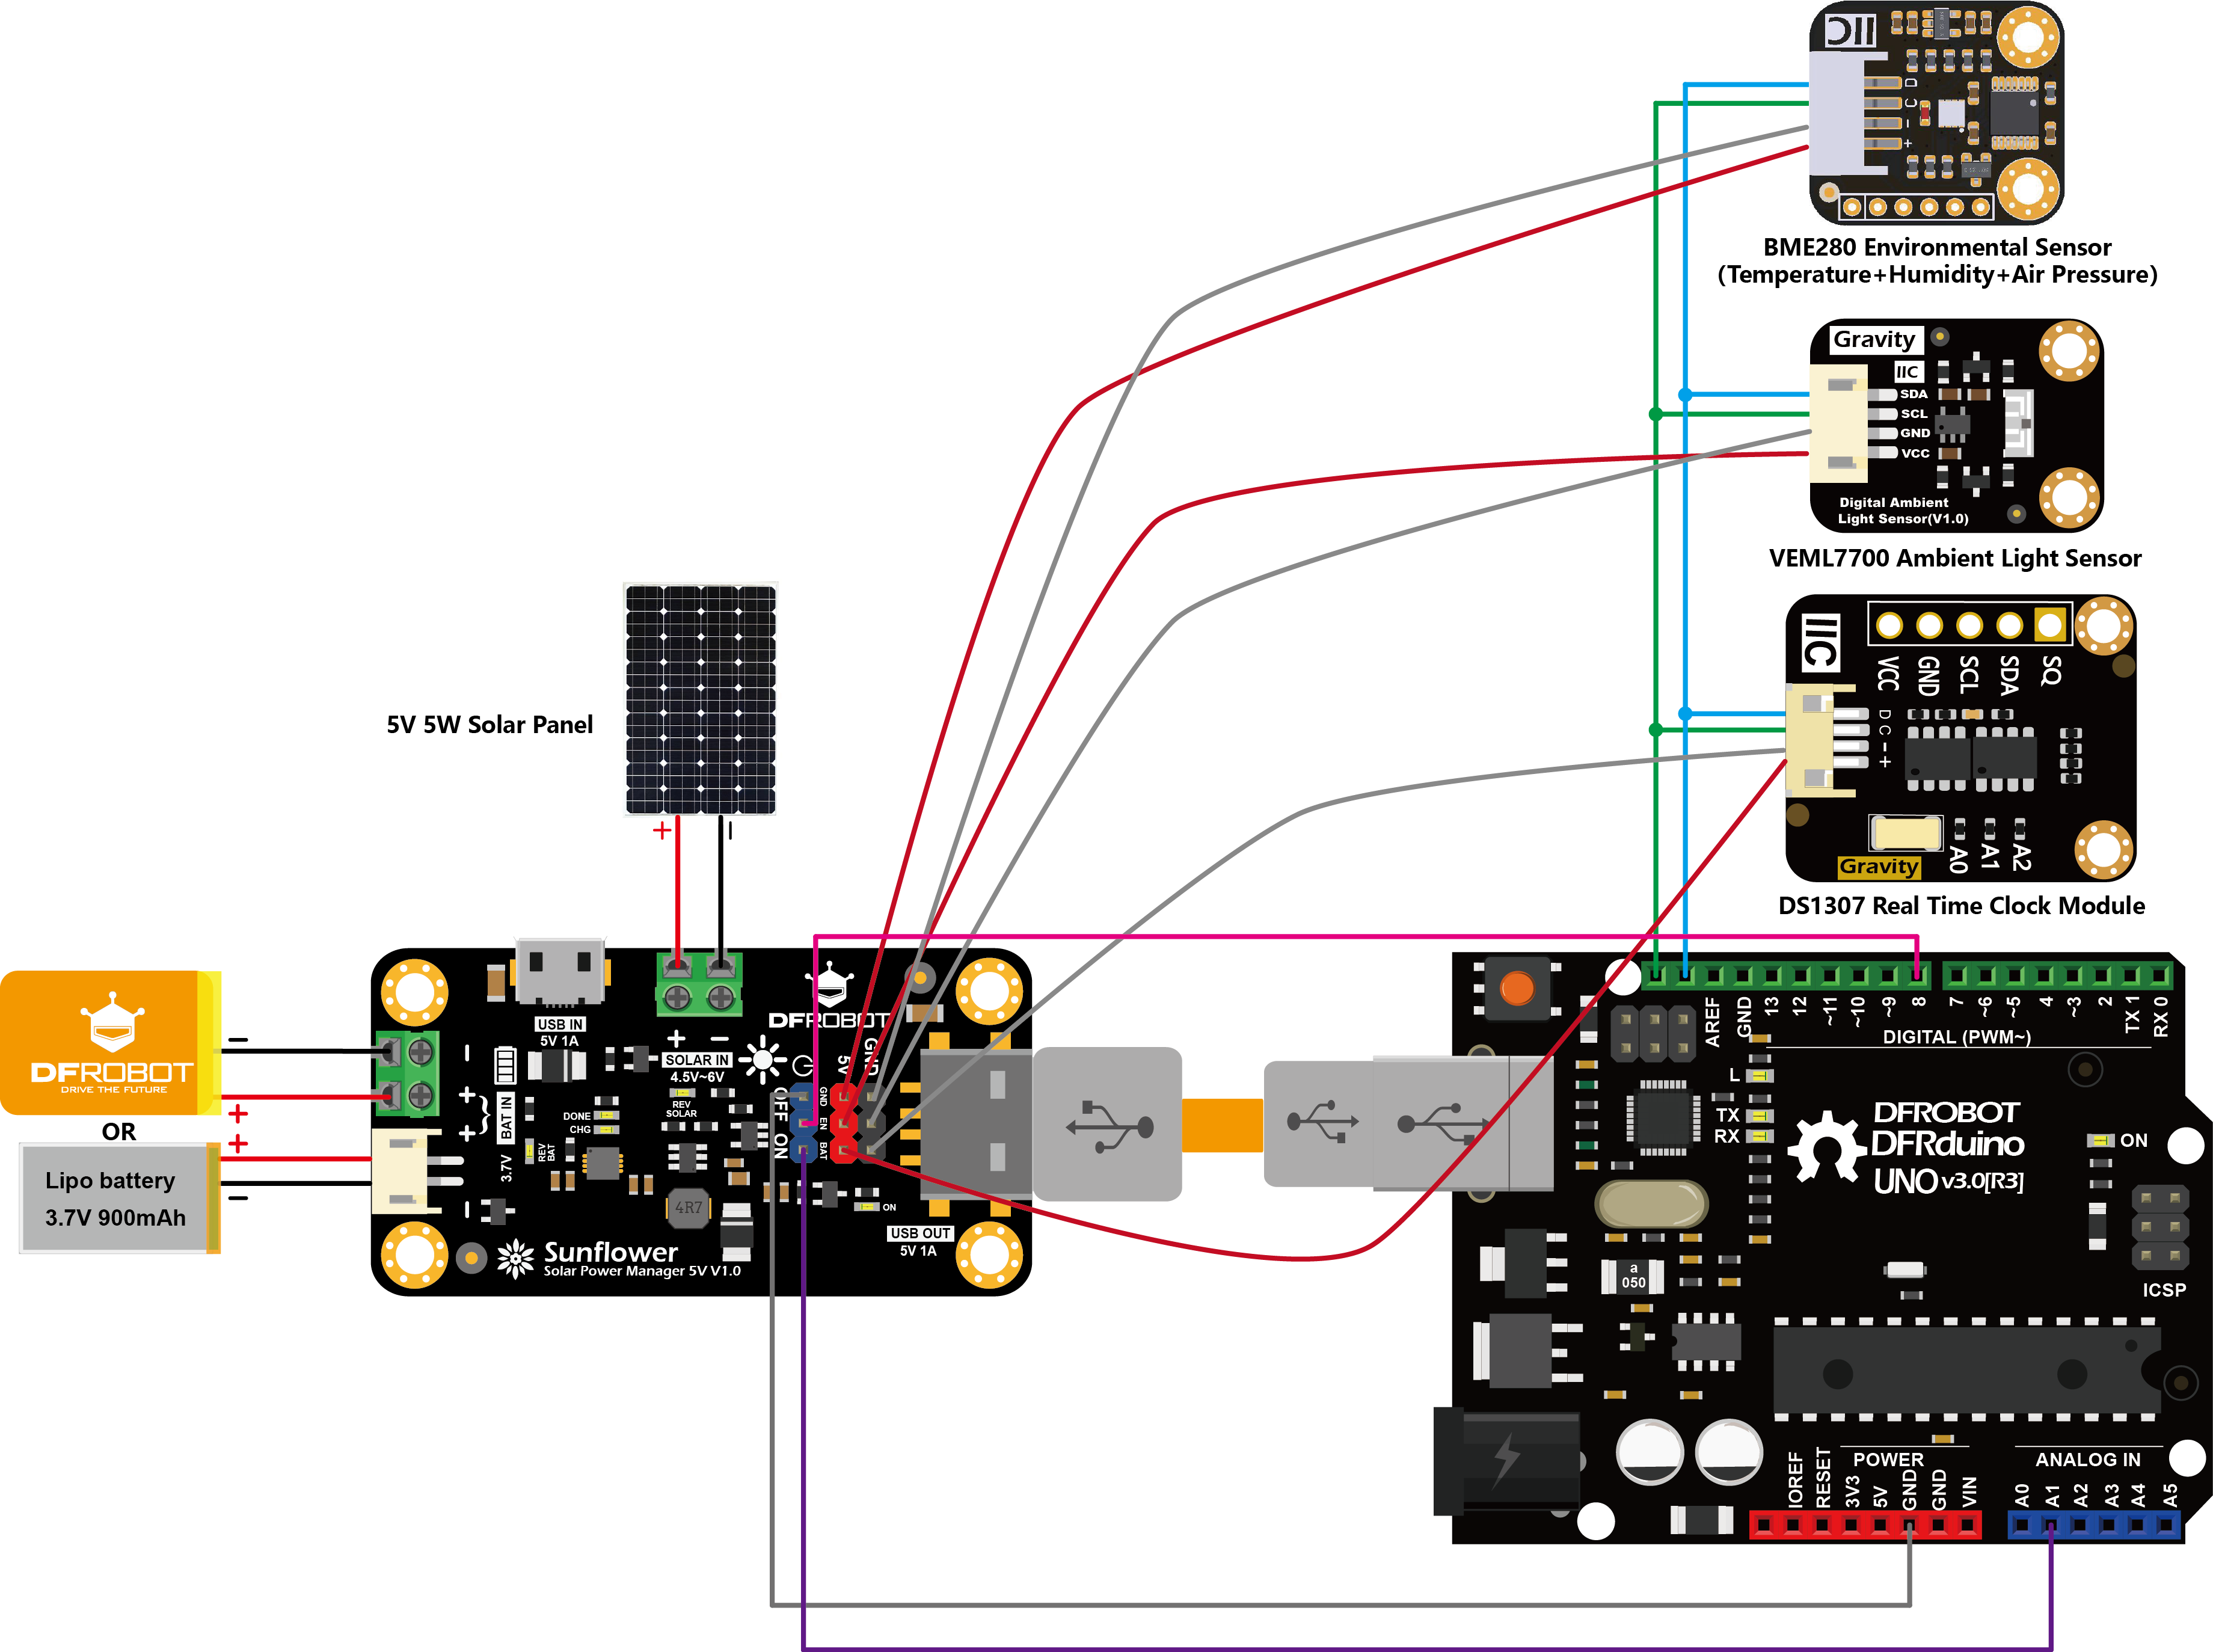 IIC
D
C
-
+
BME280 Environmental Sensor
(Temperature+Humidity+Air Pressure)
Gravity
IIC
SDA
SCL
GND
VCC
Digital Ambient
Light Sensor(V1.0)
VEML7700 Ambient Light Sensor
IIC
VCC
GND
SCL
SDA
SQ
D
C
-
+
A0
A1
A2
Gravity
DS1307 Real Time Clock Module
5V 5W Solar Panel
+
-
DFROBOT
DRIVE THE FUTURE
-
+
OR
+
-
Lipo battery
3.7V 900mAh
USB IN
5V 1A
+ -
SOLAR IN
4.5V~6V
DFROBOT
-
+
+
-
BAT IN
3.7V
DONE
CHG
REV
BAT
REV
SOLAR
OFF
ON
GND
EN
BAT
5V
GND
4R7
ON
USB OUT
5V 1A
Sunflower
Solar Power Manager 5V V1.0
AREF
GND
13
12
~11
~10
~9
8
7
~6
~5
4
~3
2
TX 1
RX 0
DIGITAL (PWM~)
L
TX
RX
DFROBOT
DFRduino
UNO v3.0[R3]
ON
ICSP
a
050
POWER
ANALOG IN
IOREF
RESET
3V3
5V
GND
GND
VIN
A0
A1
A2
A3
A4
A5